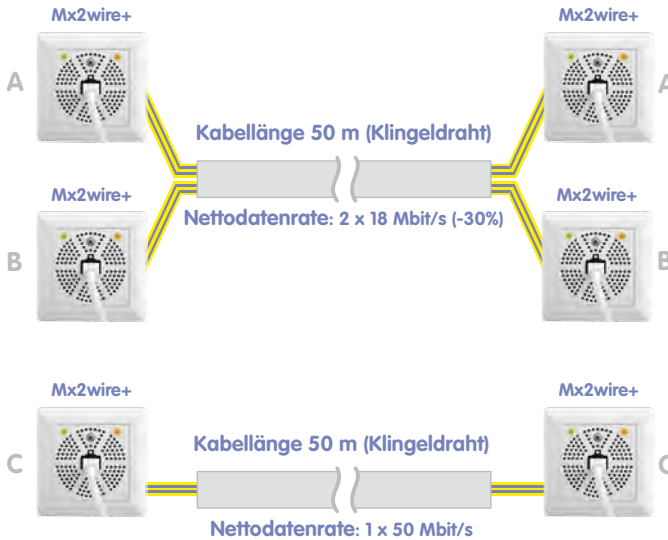 Mx2wire+ Mx2wire+
A A
Kabellänge 50 m (Klingeldraht)
Mx2wire+ Mx2wire+
Nettodatenrate: 2 x 18 Mbit/s (-30%)
B B
Mx2wire+ Mx2wire+
Kabellänge 50 m (Klingeldraht)
C C
Nettodatenrate: 1 x 50 Mbit/s